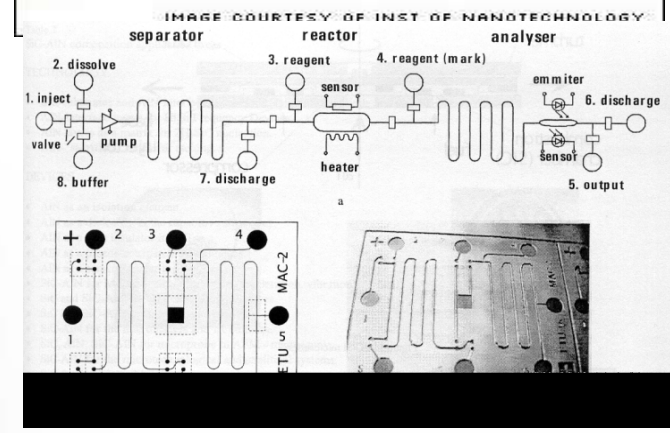 IMAGE COURTESY OF INST OF NANOTECHNOLOGY
separator reactor analyser
2. dissolve
3. reagent
4. reagent (mark)
sensor
emmiter
1. inject
6. discharge
valve
pump
heater
sensor
8. buffer
7. discharge
5. output
a
+ 2 3 4
MAC-2
1
5
ETU